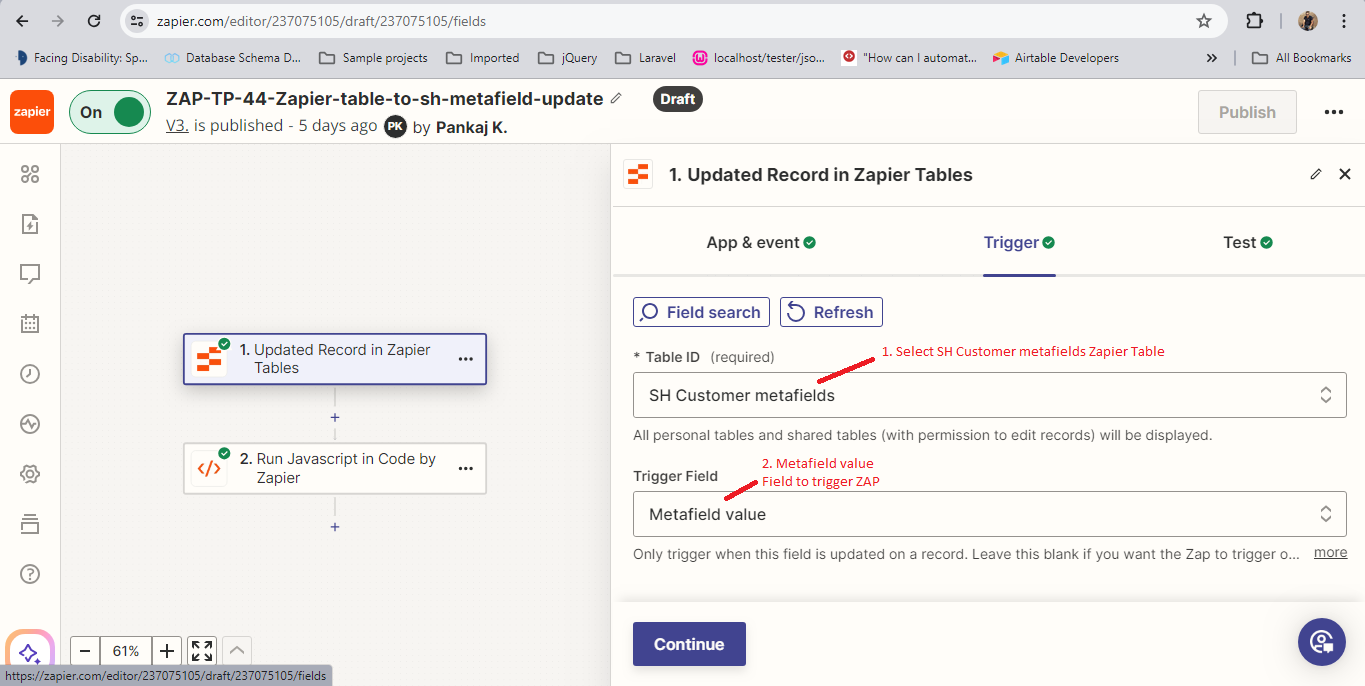 zapier.com/editor/237075105/draft/237075105/fields
Facing Disability: Sp...
Database Schema D...
Sample projects
Imported
jQuery
Laravel
localhost/tester/jso...
"How can I automat...
Airtable Developers
»
All Bookmarks
zapier
On
ZAP-TP-44-Zapier-table-to-sh-metafield-update
Draft
V3. is published - 5 days ago PK by Pankaj K.
Publish
1. Updated Record in Zapier Tables
App & event
Trigger
Test
Field search
Refresh
* Table ID (required)
1. Select SH Customer metafields Zapier Table
SH Customer metafields
All personal tables and shared tables (with permission to edit records) will be displayed.
2. Metafield value
Field to trigger ZAP
Trigger Field
Metafield value
Only trigger when this field is updated on a record. Leave this blank if you want the Zap to trigger o... more
Continue
1. Updated Record in Zapier
Tables
+
2. Run Javascript in Code by
Zapier
+
− 61% +
https://zapier.com/editor/237075105/draft/237075105/fields